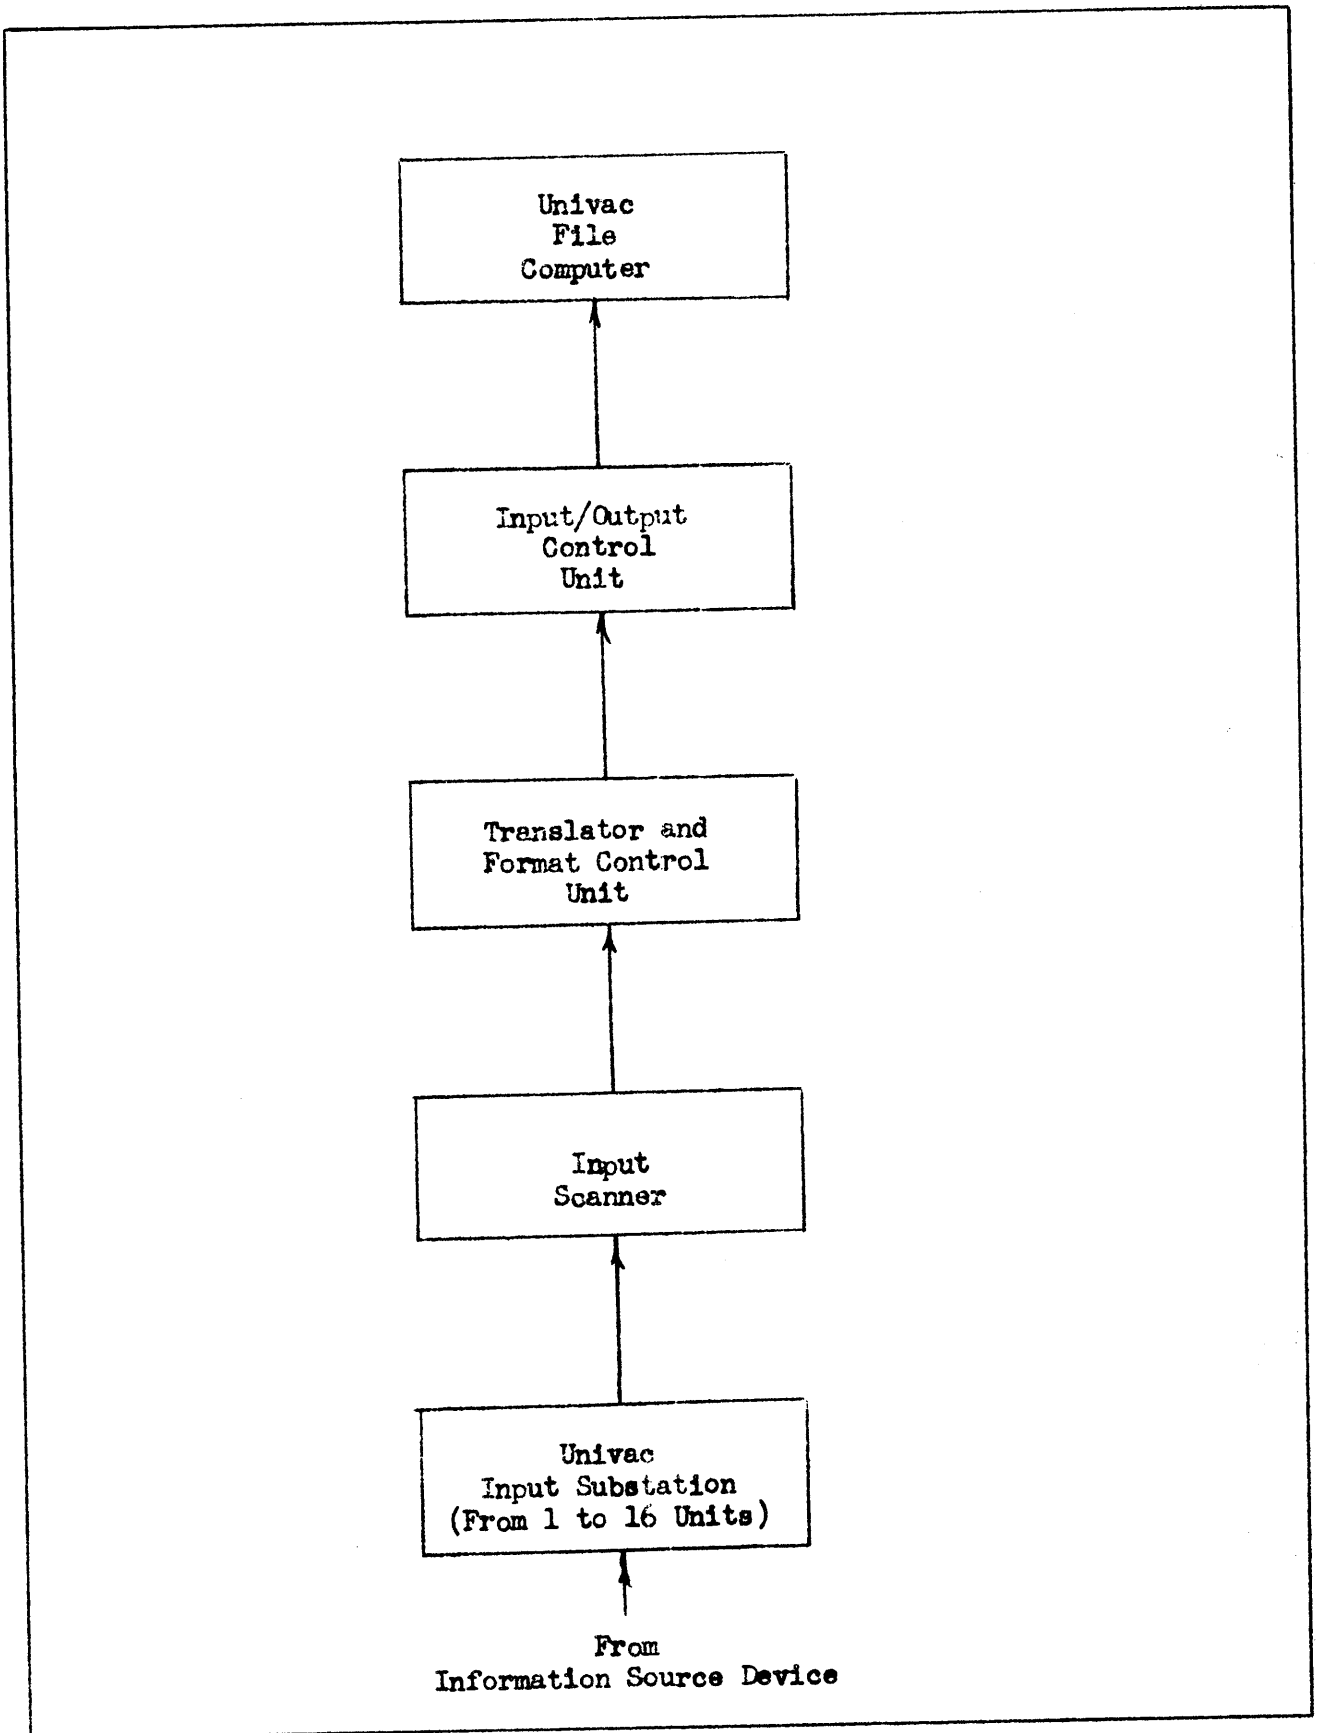 Univac
File
Computer
Input/Output
Control
Unit
Translator and
Format Control
Unit
Input
Scanner
Univac
Input Substation
(From 1 to 16 Units)
From
Information Source Device